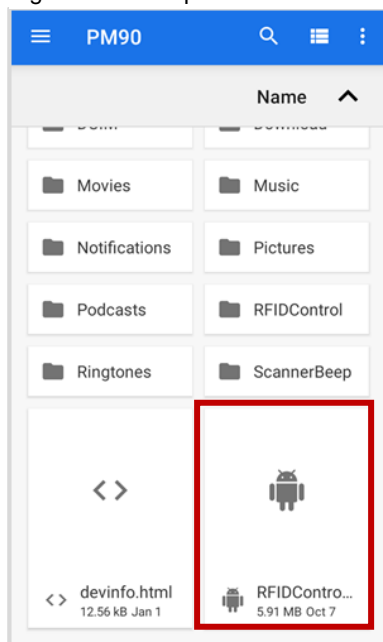 PM90
Name
Movies
Music
Notifications
Pictures
Podcasts
RFIDControl
Ringtones
ScannerBeep
devinfo.html
12.56 kB Jan 1
RFIDContro...
5.91 MB Oct 7